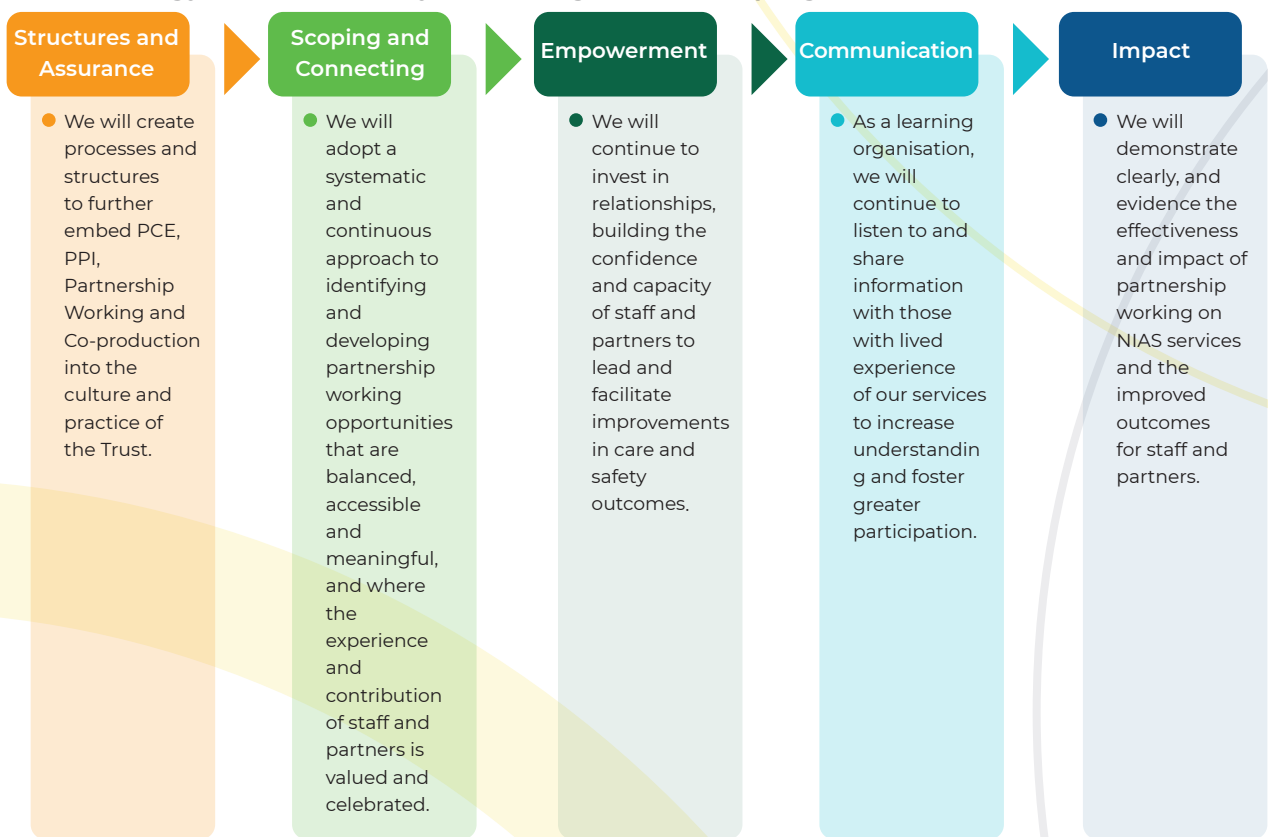 Structures and
Assurance
We will create
processes and
structures
to further
embed PCE,
PPI,
Partnership
Working and
Co-production
into the
culture and
practice of
the Trust.
Scoping and
Connecting
We will
adopt a
systematic
and
continuous
approach to
identifying
and
developing
partnership
working
opportunities
that are
balanced,
accessible
and
meaningful,
and where
the
experience
and
contribution
of staff and
partners is
valued and
celebrated.
Empowerment
We will
continue to
invest in
relationships,
building the
confidence
and capacity
of staff and
partners to
lead and
facilitate
improvements
in care and
safety
outcomes.
Communication
As a learning
organisation,
we will
continue to
listen to and
share
information
with those
with lived
experience
of our services
to increase
understandin
g and foster
greater
participation.
Impact
We will
demonstrate
clearly, and
evidence the
effectiveness
and impact of
partnership
working on
NIAS services
and the
improved
outcomes
for staff and
partners.